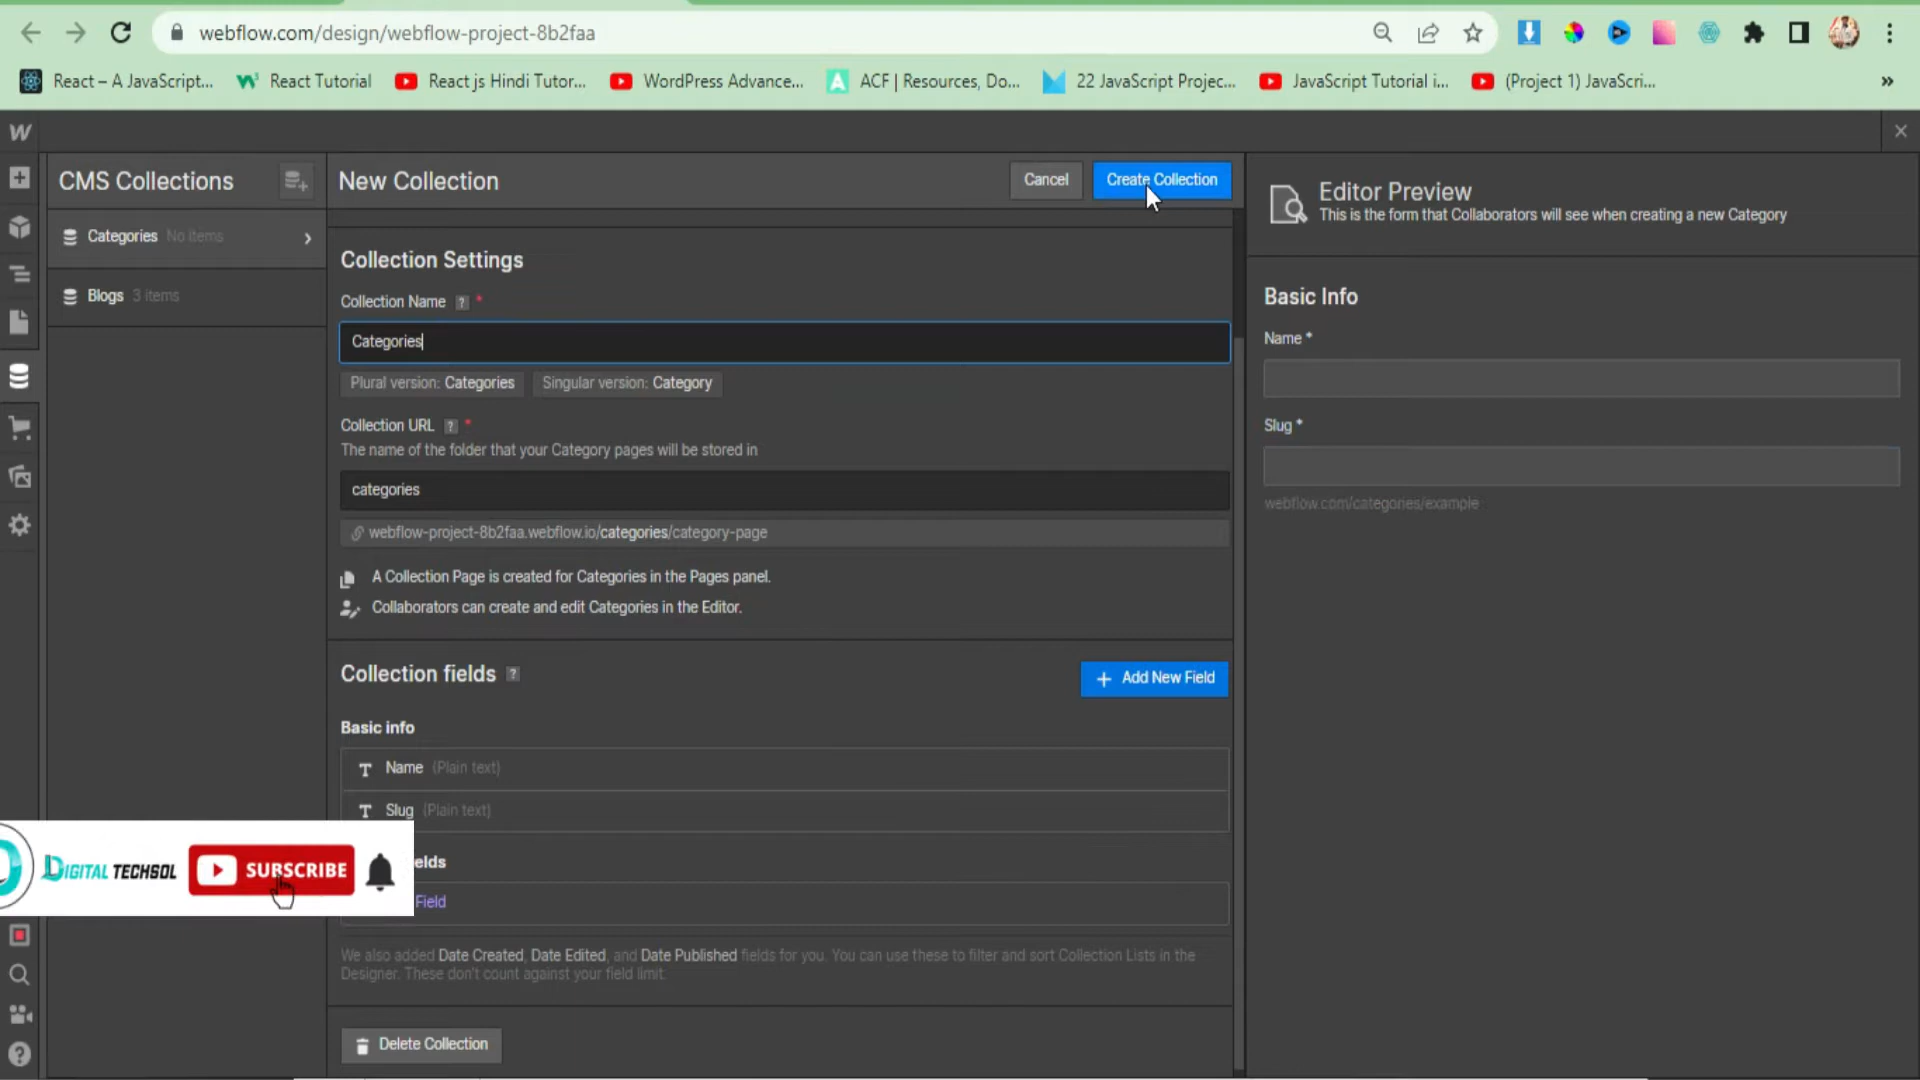 webflow.com/design/webflow-project-8b2faa
React – A JavaScript... React Tutorial React js Hindi Tutor... WordPress Advance... ACF | Resources, Do... 22 JavaScript Projec... JavaScript Tutorial i... (Project 1) JavaScri... »
CMS Collections
Categories No items
Blogs 3 items
New Collection
Cancel
Create Collection
Collection Settings
Collection Name ? *
Categories
Plural version: Categories Singular version: Category
Collection URL ? *
The name of the folder that your Category pages will be stored in
categories
webflow-project-8b2faa.webflow.io/categories/category-page
A Collection Page is created for Categories in the Pages panel.
Collaborators can create and edit Categories in the Editor.
Collection fields ?
+ Add New Field
Basic info
Name (Plain text)
Slug (Plain text)
elds
Field
We also added Date Created, Date Edited, and Date Published fields for you. You can use these to filter and sort Collection Lists in the
Designer. These don't count against your field limit.
Delete Collection
Editor Preview
This is the form that Collaborators will see when creating a new Category
Basic Info
Name *
Slug *
webflow.com/categories/example
DIGITAL TECHSOL SUBSCRIBE